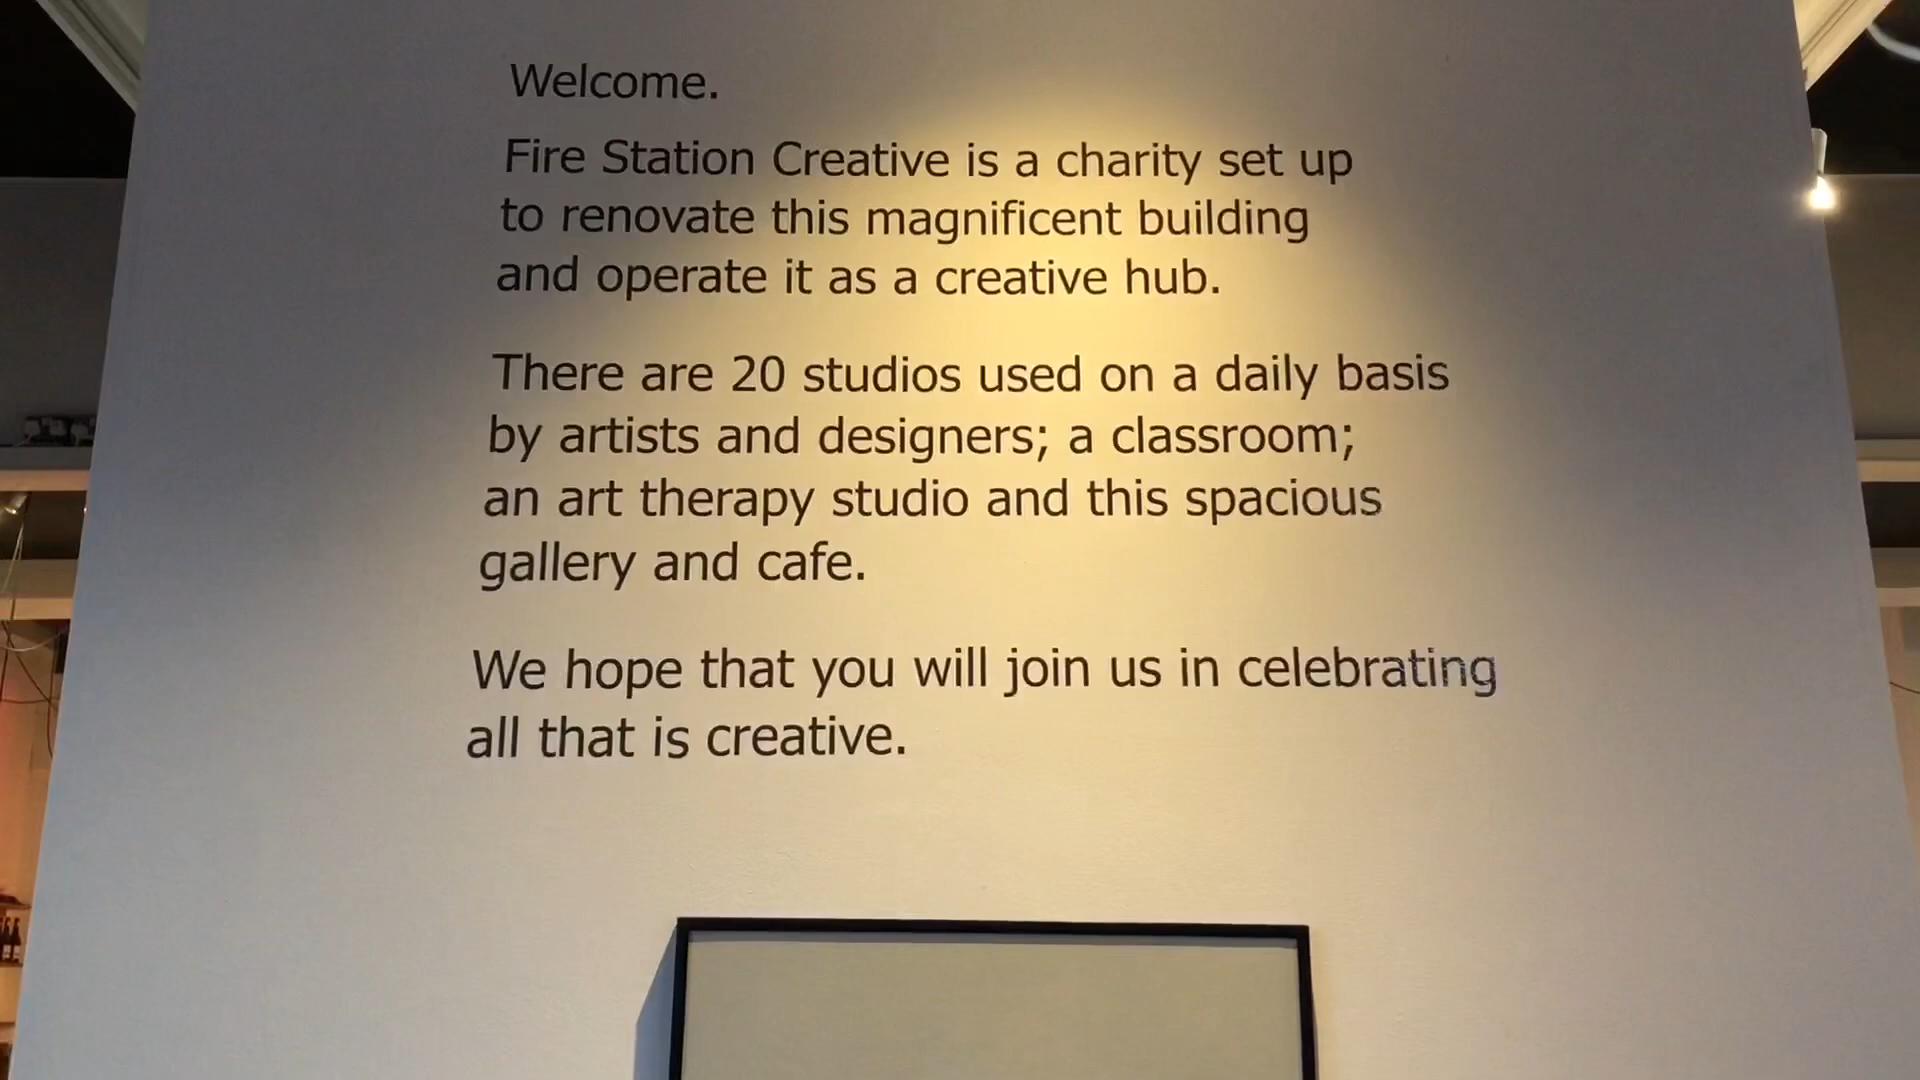 Welcome.
Fire Station Creative is a charity set up
to renovate this magnificent building
and operate it as a creative hub.
There are 20 studios used on a daily basis
by artists and designers; a classroom;
an art therapy studio and this spacious
gallery and cafe.
We hope that you will join us in celebrating
all that is creative.